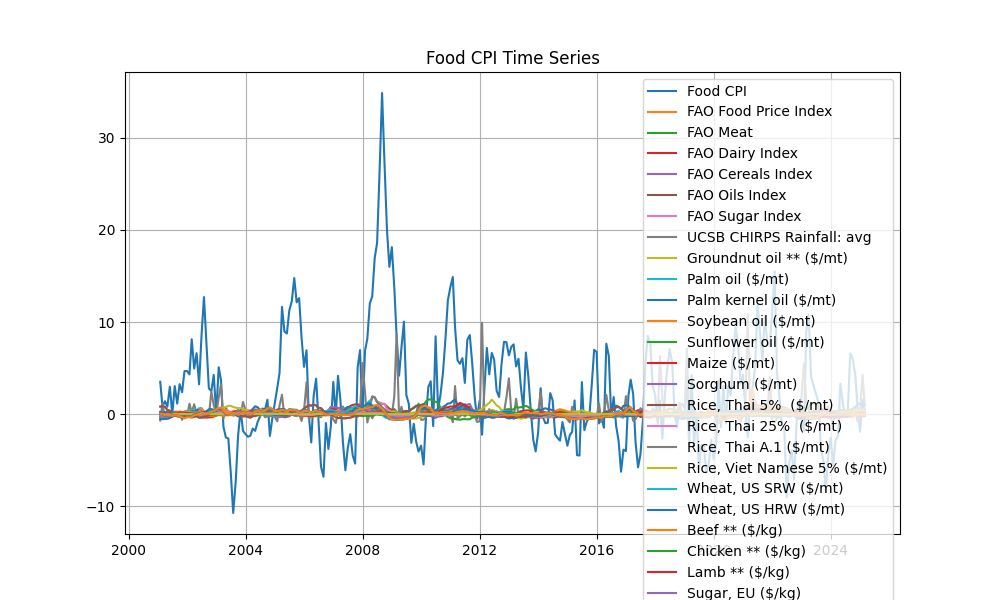 Food CPI Time Series
30
20
10
0
−10
2000
2004
2008
2012
2016
2024
Food CPI
FAO Food Price Index
FAO Meat
FAO Dairy Index
FAO Cereals Index
FAO Oils Index
FAO Sugar Index
UCSB CHIRPS Rainfall: avg
Groundnut oil ** ($/mt)
Palm oil ($/mt)
Palm kernel oil ($/mt)
Soybean oil ($/mt)
Sunflower oil ($/mt)
Maize ($/mt)
Sorghum ($/mt)
Rice, Thai 5%  ($/mt)
Rice, Thai 25%  ($/mt)
Rice, Thai A.1 ($/mt)
Rice, Viet Namese 5% ($/mt)
Wheat, US SRW ($/mt)
Wheat, US HRW ($/mt)
Beef ** ($/kg)
Chicken ** ($/kg)
Lamb ** ($/kg)
Sugar, EU ($/kg)